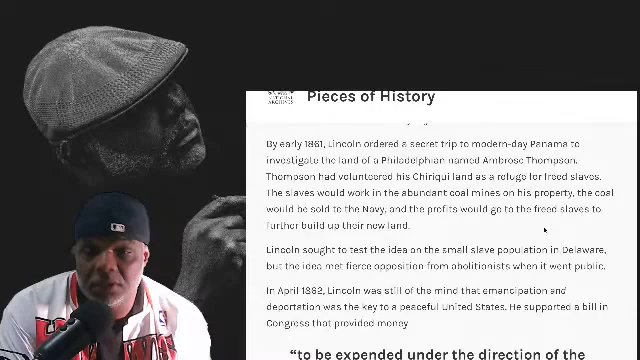 NATIONAL
ARCHIVES
Pieces of History
By early 1861, Lincoln ordered a secret trip to modern-day Panama to
investigate the land of a Philadelphian named Ambrose Thompson.
Thompson had volunteered his Chiriqui land as a refuge for freed slaves.
The slaves would work in the abundant coal mines on his property, the coal
would be sold to the Navy, and the profits would go to the freed slaves to
further build up their new land.
Lincoln sought to test the idea on the small slave population in Delaware,
but the idea met fierce opposition from abolitionists when it went public.
In April 1862, Lincoln was still of the mind that emancipation and
deportation was the key to a peaceful United States. He supported a bill in
Congress that provided money
“to be expended under the direction of the